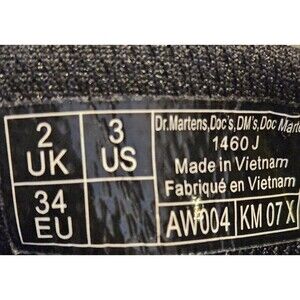 2 UK
3 US
34 EU
Dr.Martens,Doc's,DM's,Doc Marte
1460 J
Made in Vietnam
Fabriqué en Vietnam
AW004
KM 07 X